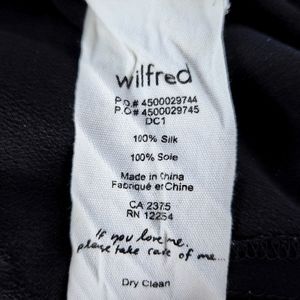 wilfred
P.O.# 4500029744
P.O.# 4500029745
DC1
100% Silk
100% Soie
Made in China
Fabriqué en Chine
CA 2375
RN 12254
If you love me...
please take care of me...
Dry Clean